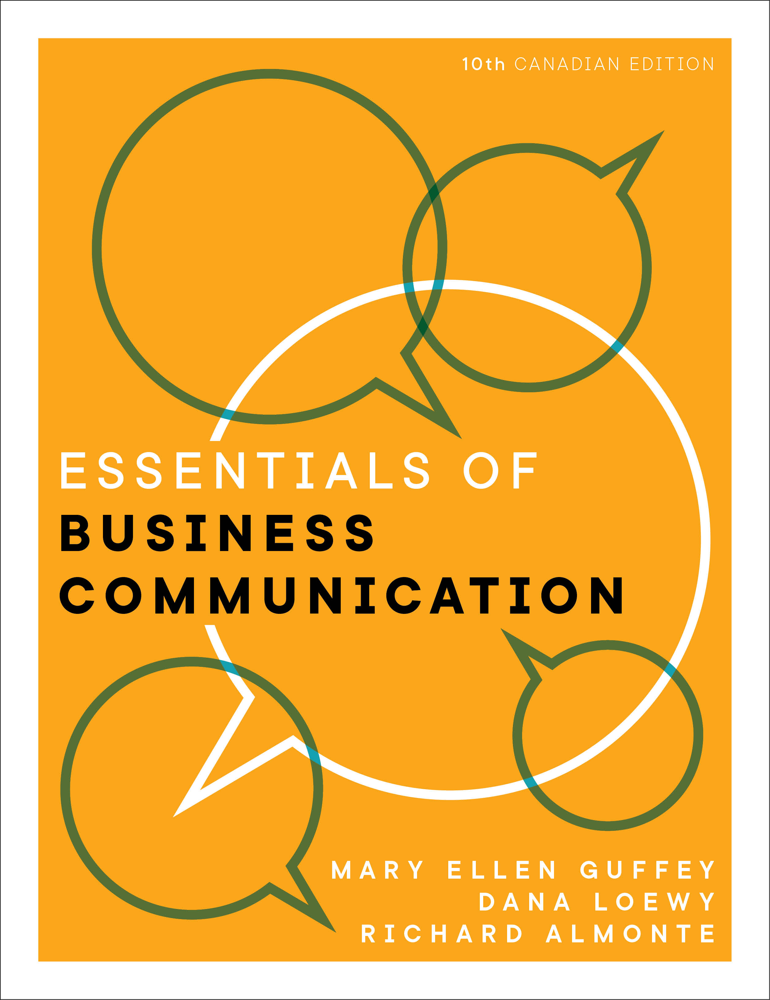 10th CANADIAN EDITION
ESSENTIALS OF
BUSINESS
COMMUNICATION
MARY ELLEN GUFFEY
DANA LOEWY
RICHARD ALMONTE